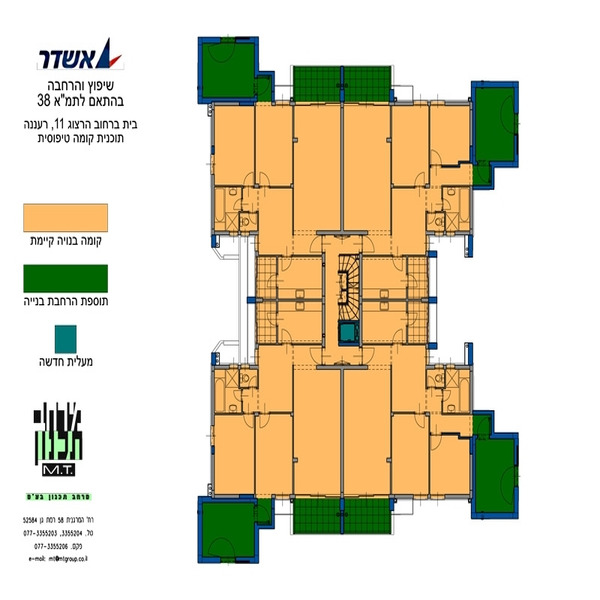 אשדר
שיפוץ והרחבה
בהתאם לתמ"א 38
בית ברחוב הרצוג 11, רעננה
תוכנית קומה טיפוסית
קומה בנויה קיימת
תוספת הרחבת בנייה
מעלית חדשה
תכנון
M.T.
מרחב תכנון בע"מ
רח' המרגנית 58 רמת גן 52584
טל. 3355204, 077-3355203
פקס. 077-3355206
e-mail: mt@mtgroup.co.il